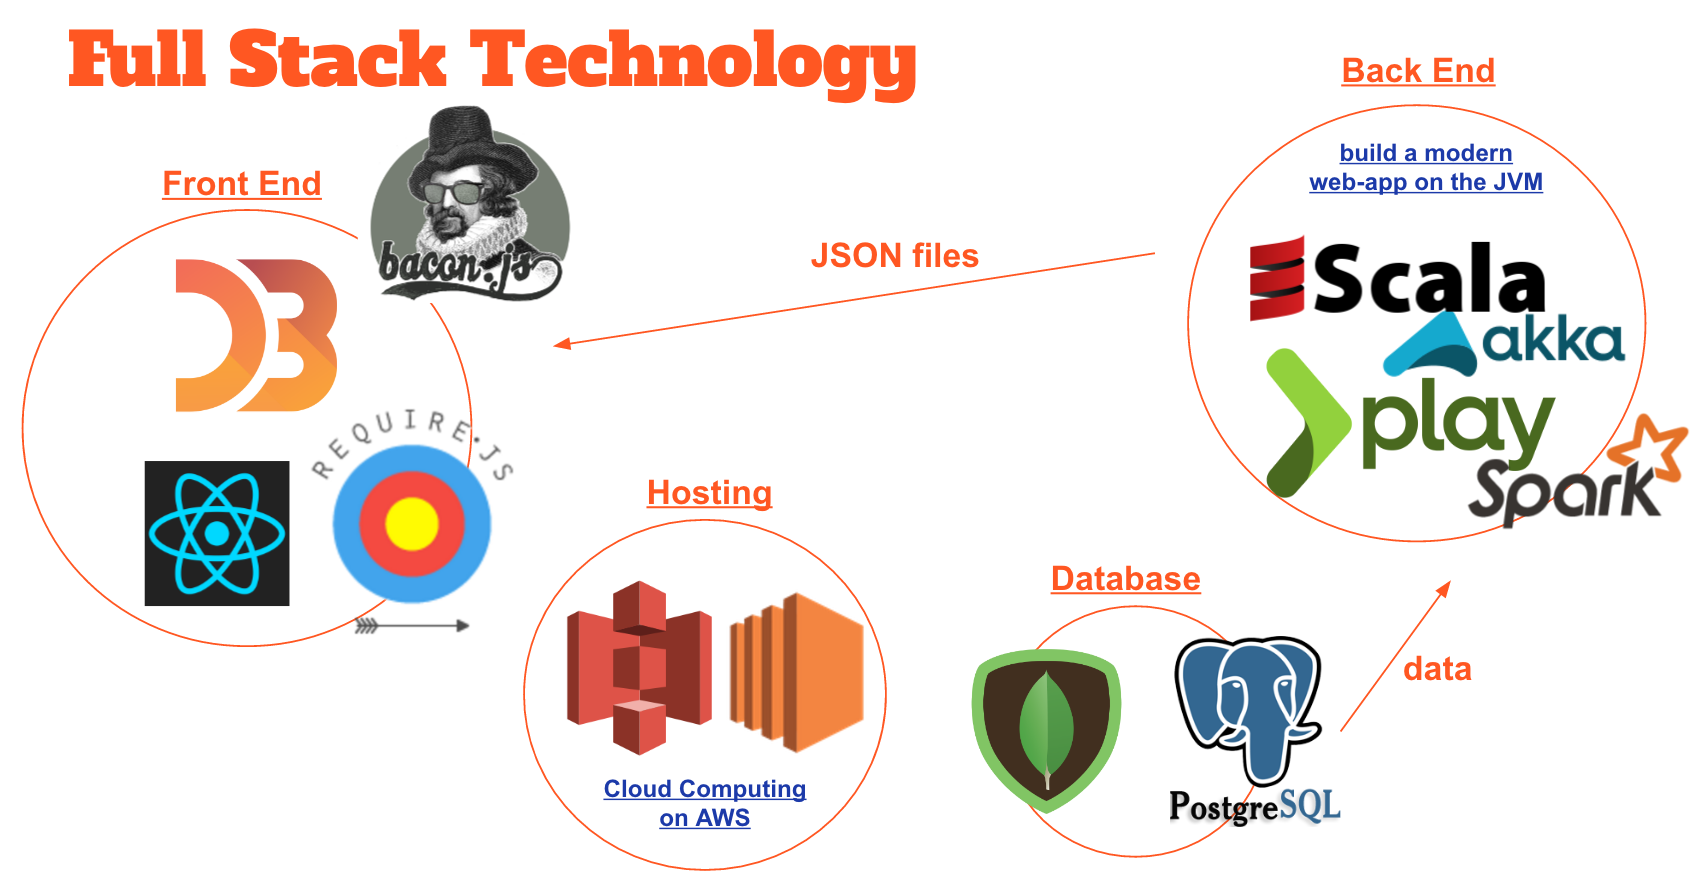 Full Stack Technology
Back End
build a modern
web-app on the JVM
Front End
bacon.js
JSON files
Scala
akka
play
Spark
REQUIRE.JS
Hosting
Database
data
Cloud Computing
on AWS
PostgreSQL